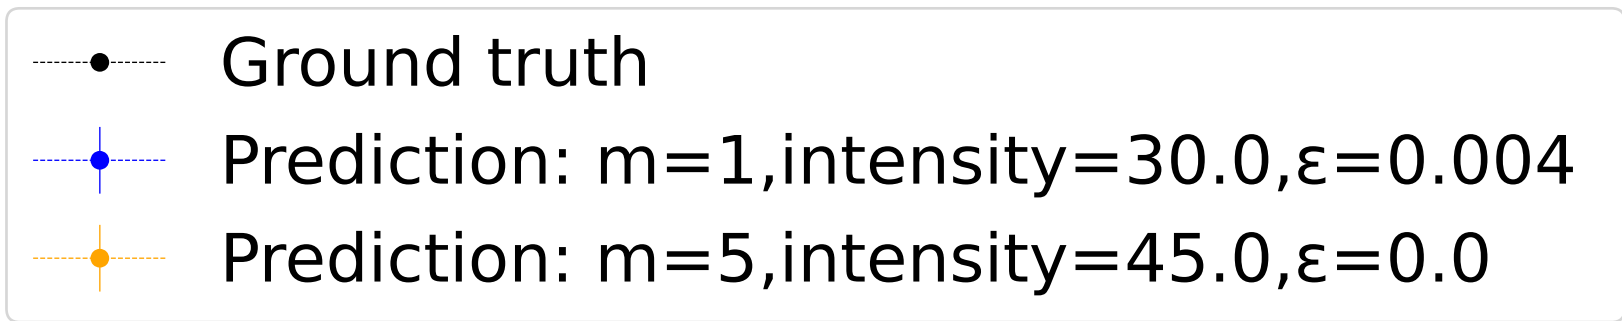 Ground truth
Prediction: m=1,intensity=30.0,ε=0.004
Prediction: m=5,intensity=45.0,ε=0.0